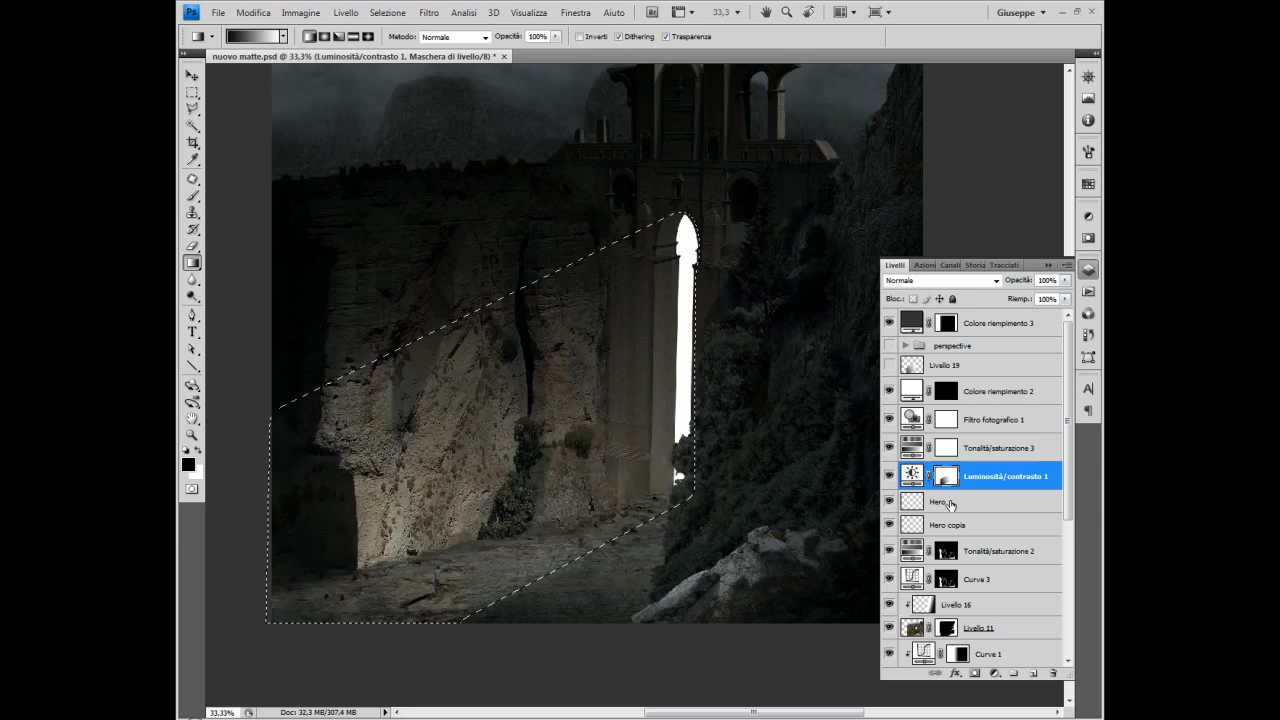 Ps File Modifica Immagine Livello Selezione Filtro Analisi 3D Visualizza Finestra Aiuto Br 33,3 Giuseppe
Metodo: Normale Opacità: 100% Inverti Dithering Trasparenza
nuovo matte.psd @ 33,3% (Luminosità/contrasto 1, Maschera di livello/8) *
Livelli Azioni Canali Storia Tracciati
Normale Opacità: 100%
Bloc.: Riemp.: 100%
Colore riempimento 3
perspective
Livello 19
Colore riempimento 2
Filtro fotografico 1
Tonalità/saturazione 3
Luminosità/contrasto 1
Hero
Hero copia
Tonalità/saturazione 2
Curve 3
Livello 16
Livello 11
Curve 1
33,33% Doc: 32,3 MB/307,4 MB